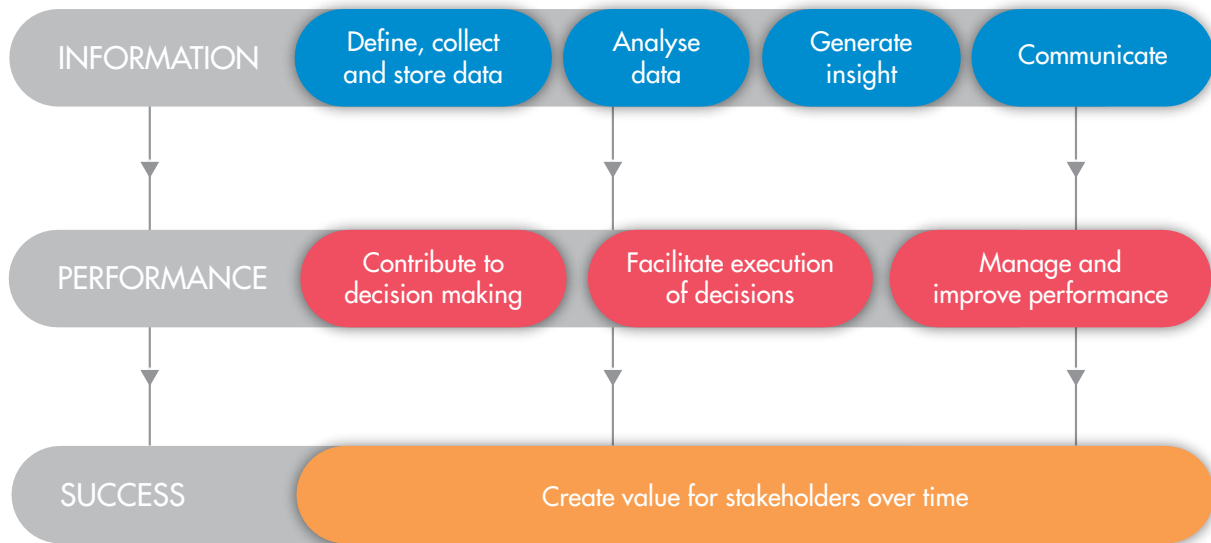 INFORMATION
Define, collect
and store data
Analyse
data
Generate
insight
Communicate
PERFORMANCE
Contribute to
decision making
Facilitate execution
of decisions
Manage and
improve performance
SUCCESS
Create value for stakeholders over time